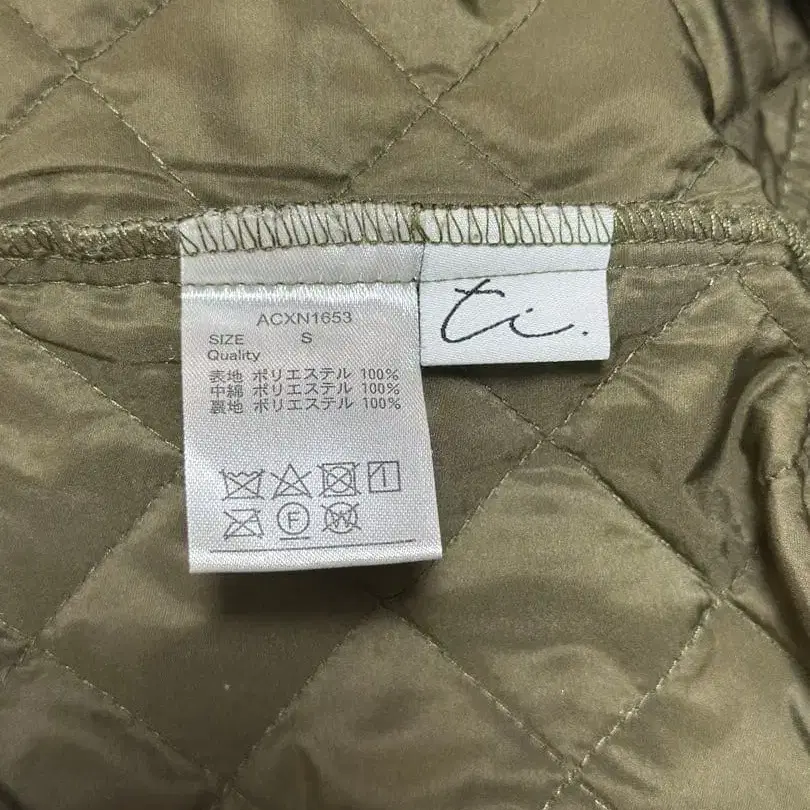 ACXN1653
SIZE S
Quality
表地 ポリエステル 100%
中綿 ポリエステル 100%
裏地 ポリエステル 100%
F
W
ti.